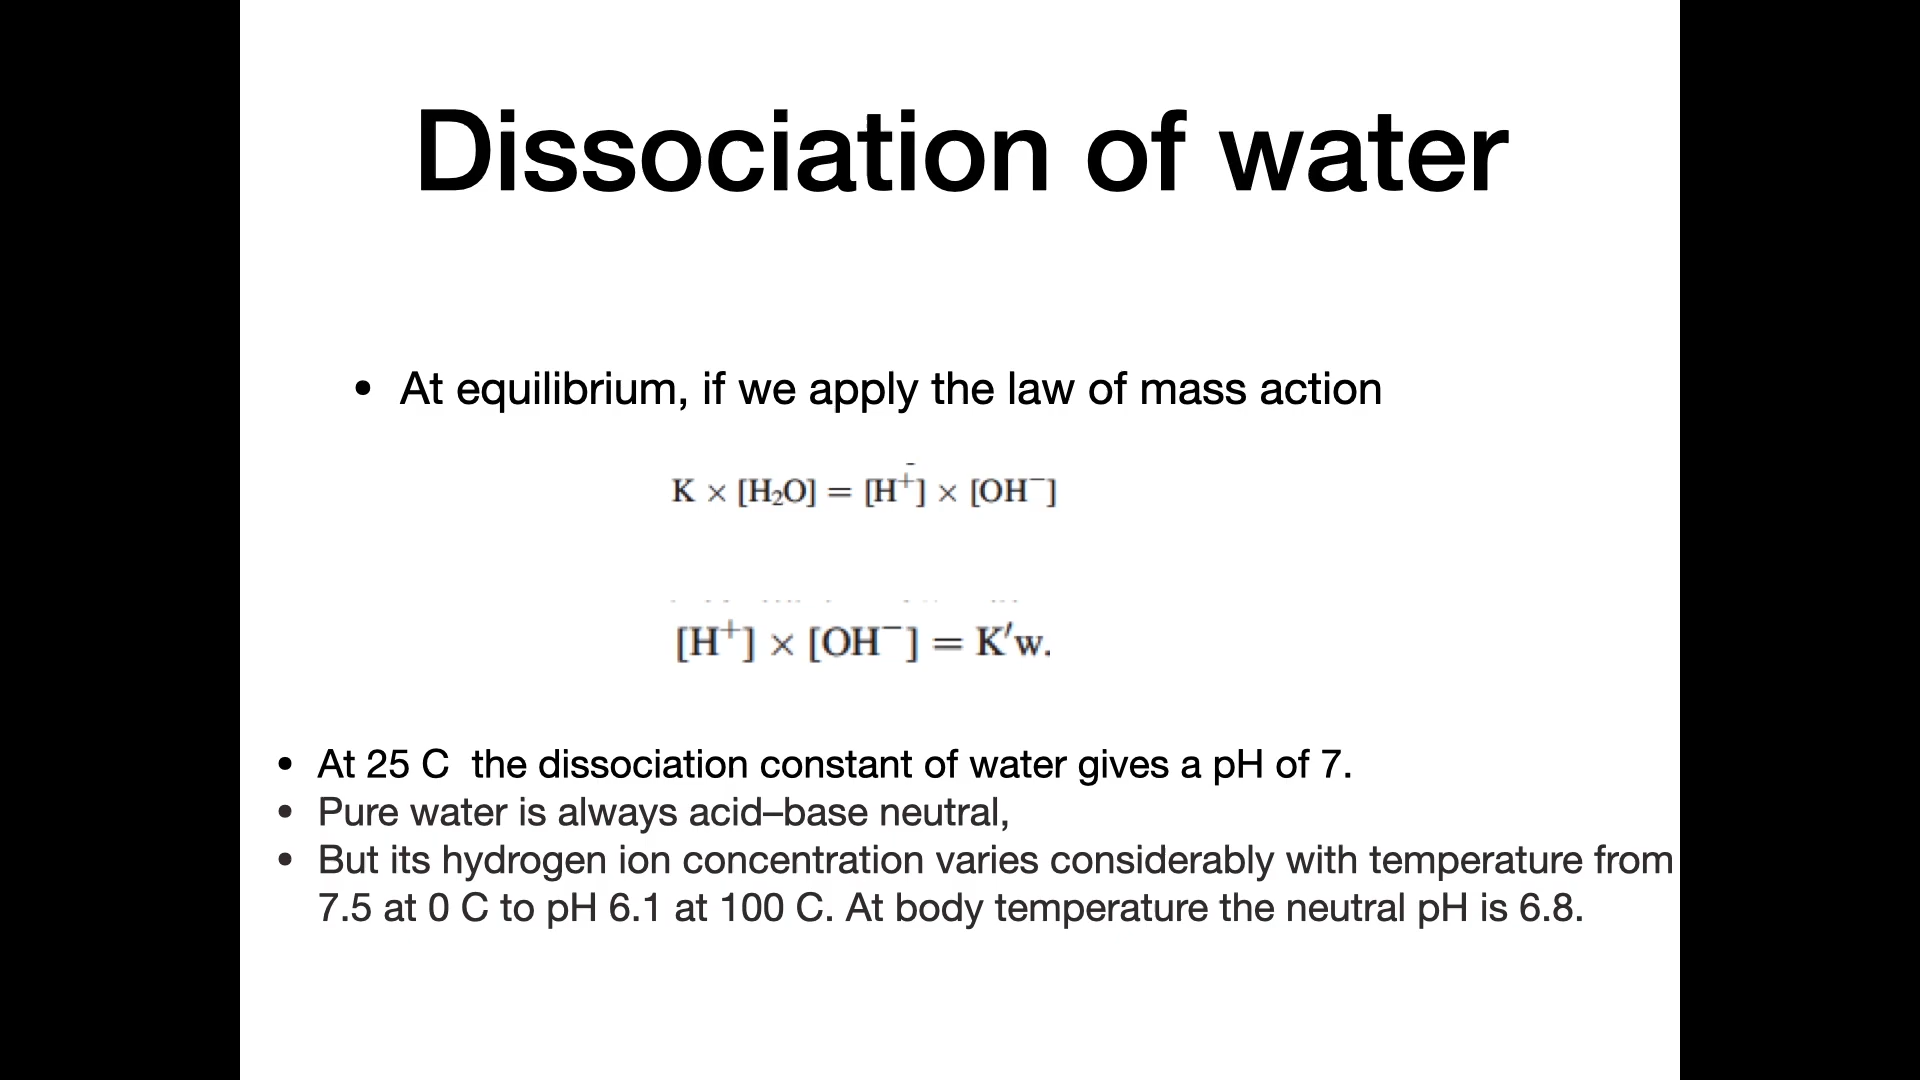 Dissociation of water
• At equilibrium, if we apply the law of mass action
K × [H₂O] = [H⁺] × [OH⁻]
[H⁺] × [OH⁻] = K′w.
• At 25 C  the dissociation constant of water gives a pH of 7.
• Pure water is always acid–base neutral,
• But its hydrogen ion concentration varies considerably with temperature from
7.5 at 0 C to pH 6.1 at 100 C. At body temperature the neutral pH is 6.8.